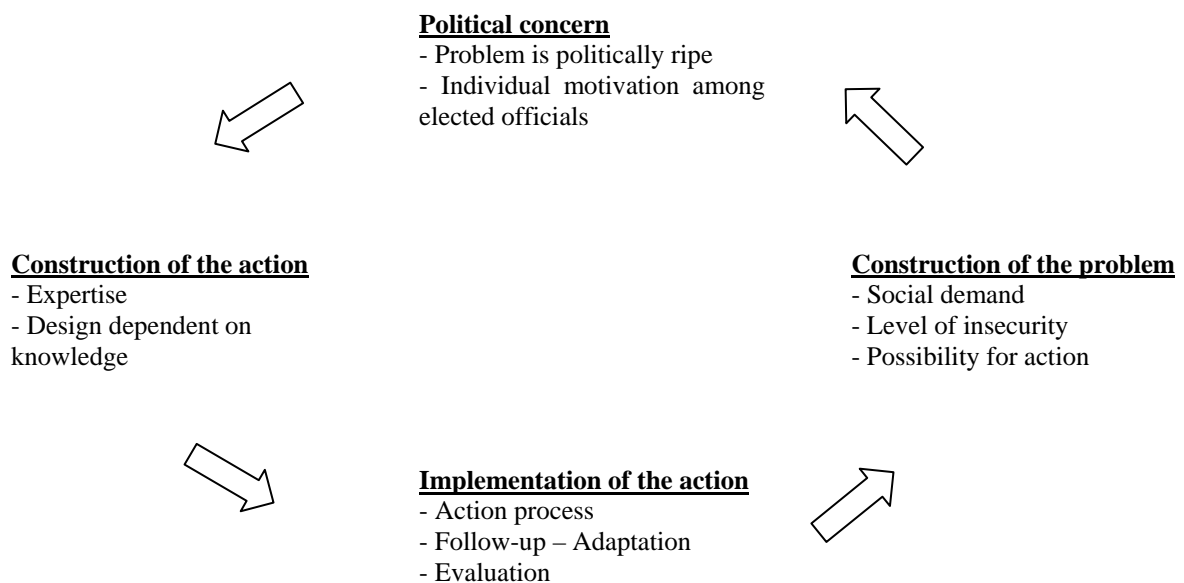 Political concern
- Problem is politically ripe
- Individual motivation among
elected officials
Construction of the action
- Expertise
- Design dependent on
knowledge
Construction of the problem
- Social demand
- Level of insecurity
- Possibility for action
Implementation of the action
- Action process
- Follow-up – Adaptation
- Evaluation